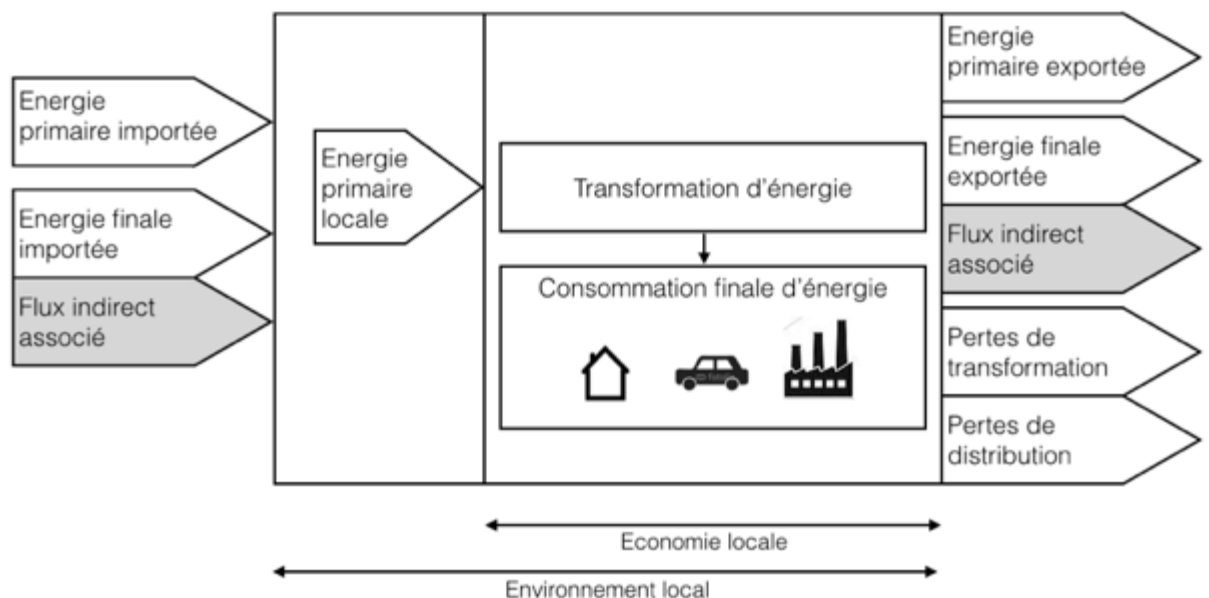 Energie
primaire importée
Energie finale
importée
Flux indirect
associé
Energie
primaire
locale
Transformation d'énergie
Consommation finale d'énergie
Energie
primaire exportée
Energie finale
exportée
Flux indirect
associé
Pertes de
transformation
Pertes de
distribution
Economie locale
Environnement local